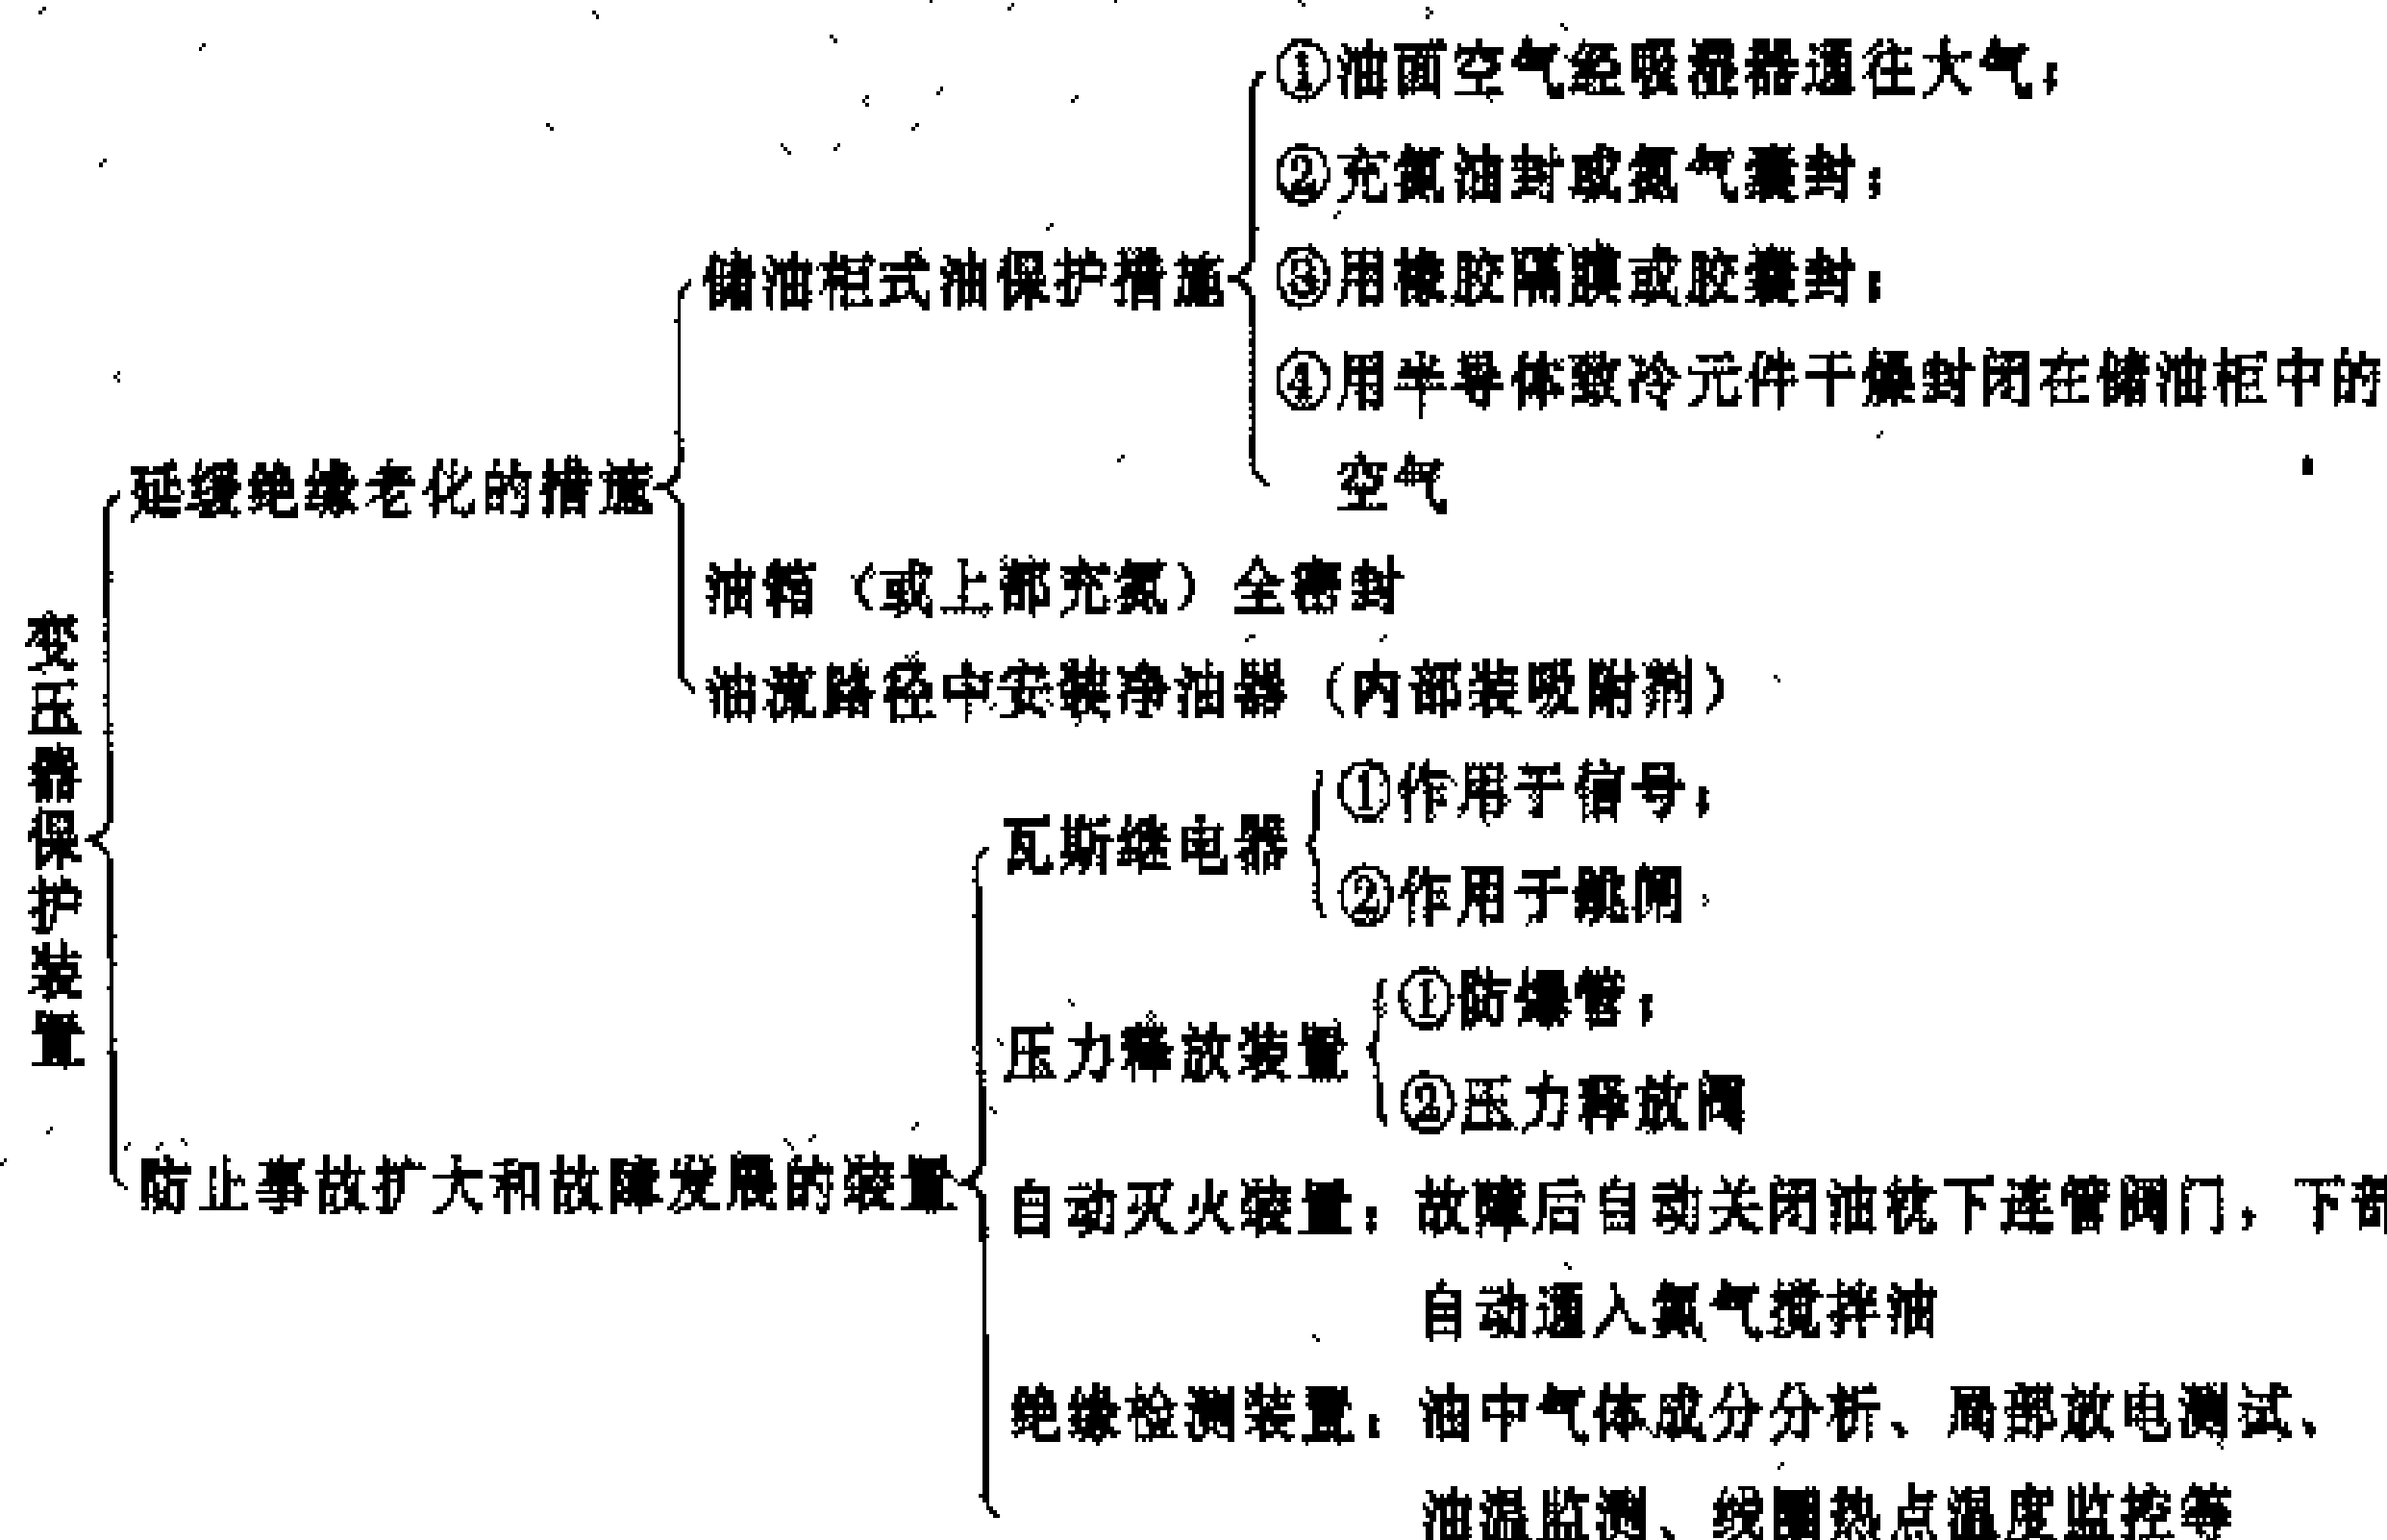 变压器保护装置
延缓绝缘老化的措施
储油柜式油保护措施
①油面空气经吸湿器通往大气；
②充氮油封或氮气囊封；
③用橡胶隔膜或胶囊封；
④用半导体致冷元件干燥封闭在储油柜中的
空气
油箱（或上部充氮）全密封
油流路径中安装净油器（内部装吸附剂）
防止事故扩大和故障发展的装置
瓦斯继电器
①作用于信号；
②作用于跳闸
压力释放装置
①防爆管；
②压力释放阀
自动灭火装置：故障后自动关闭油枕下连管阀门，下部
自动通入氮气搅拌油
绝缘检测装置：油中气体成分分析、局部放电测试、
油温监测、线圈热点温度监控等